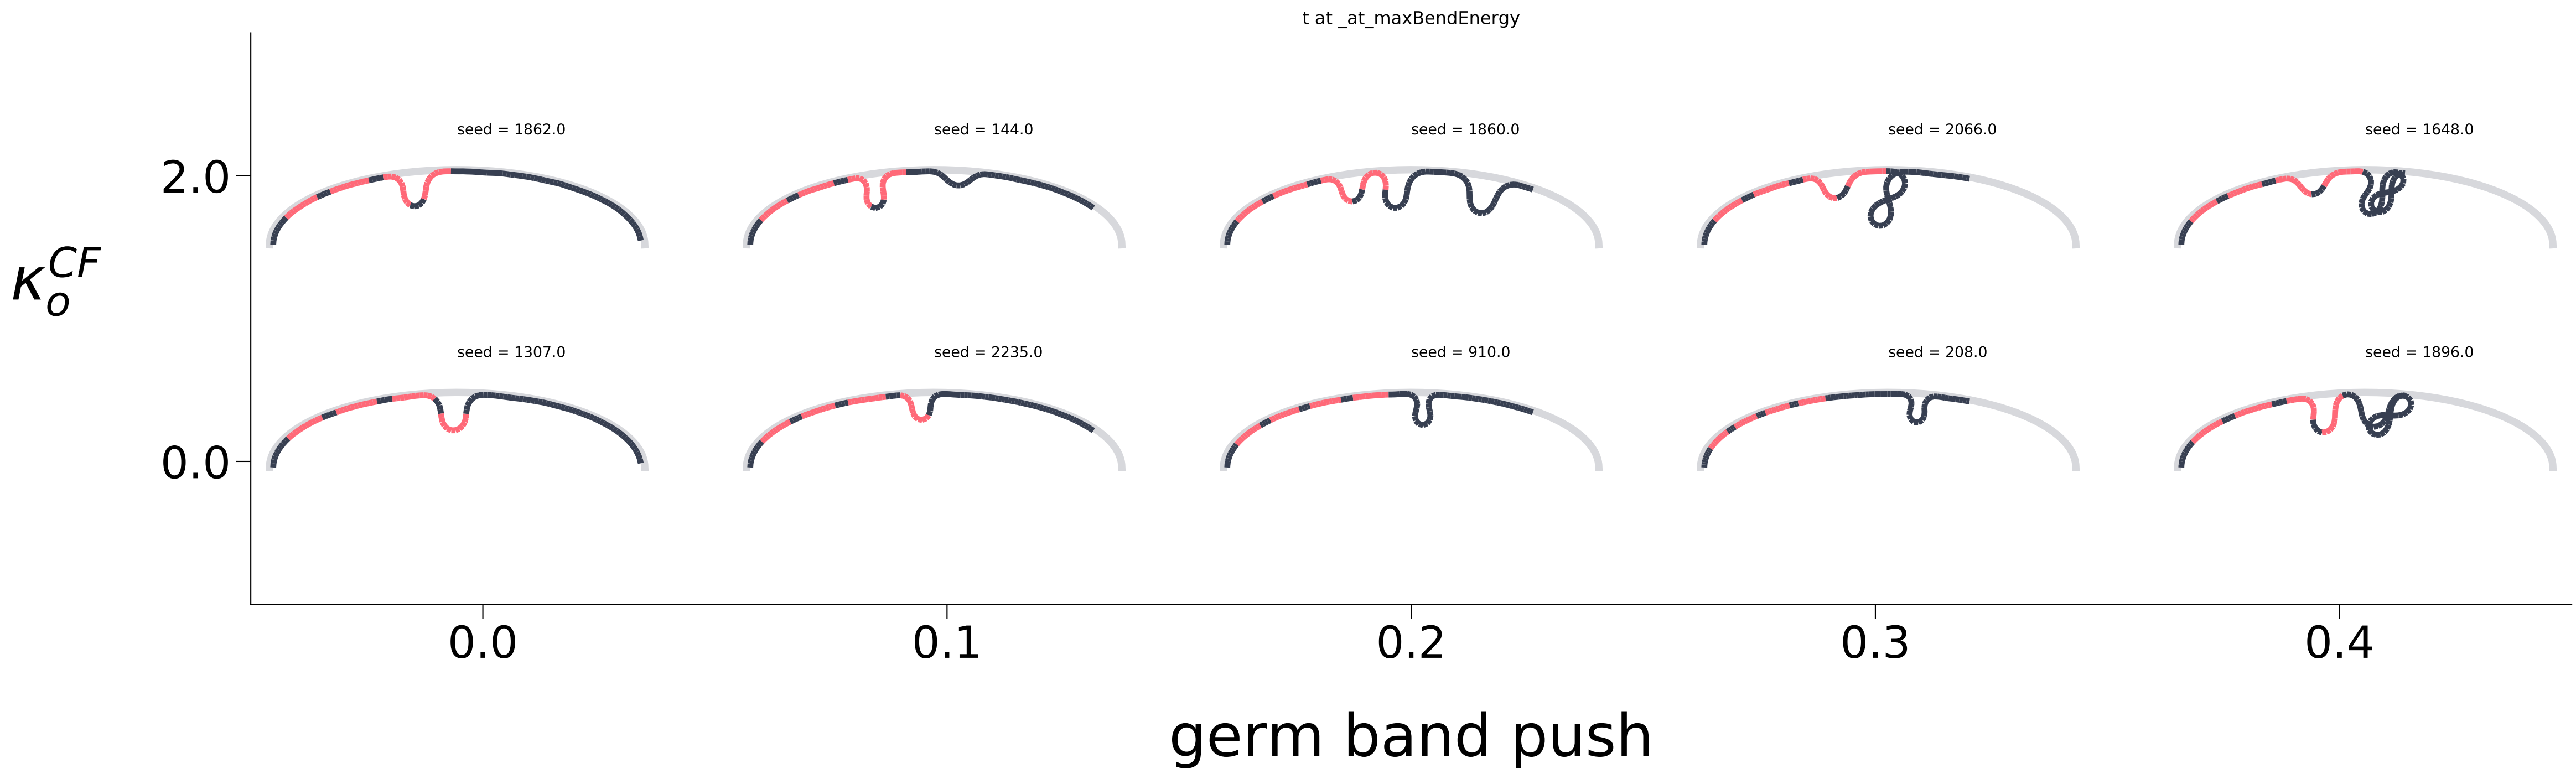 t at _at_maxBendEnergy
seed = 1862.0
seed = 144.0
seed = 1860.0
seed = 2066.0
seed = 1648.0
2.0
κ_o^{CF}
seed = 1307.0
seed = 2235.0
seed = 910.0
seed = 208.0
seed = 1896.0
0.0
0.0 0.1 0.2 0.3 0.4
germ band push